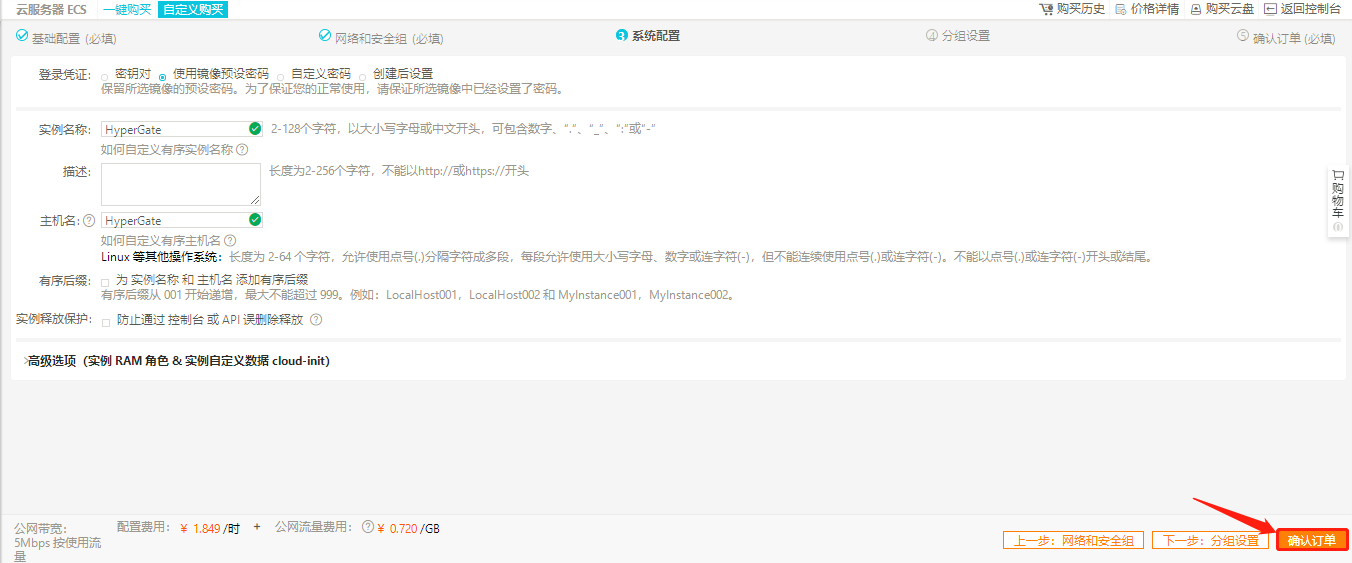 云服务器 ECS 一键购买 自定义购买 购买历史 价格详情 购买云盘 返回控制台
基础配置 (必填) 网络和安全组 (必填) 3 系统配置 4 分组设置 5 确认订单 (必填)
登录凭证: 密钥对 使用镜像预设密码 自定义密码 创建后设置
保留所选镜像的预设密码。为了保证您的正常使用，请保证所选镜像中已经设置了密码。
实例名称: HyperGate 2-128个字符，以大小写字母或中文开头，可包含数字、“.”、“_”、“:”或“-”
如何自定义有序实例名称 ?
描述: 长度为2-256个字符，不能以http://或https://开头
主机名: ? HyperGate
如何自定义有序主机名 ?
Linux 等其他操作系统：长度为 2-64 个字符，允许使用点号(.)分隔字符成多段，每段允许使用大小写字母、数字或连字符(-)，但不能连续使用点号(.)或连字符(-)。不能以点号(.)或连字符(-)开头或结尾。
有序后缀: 为 实例名称 和 主机名 添加有序后缀
有序后缀从 001 开始递增，最大不能超过 999。例如：LocalHost001，LocalHost002 和 MyInstance001，MyInstance002。
实例释放保护: 防止通过 控制台 或 API 误删除释放 ?
>高级选项（实例 RAM 角色 & 实例自定义数据 cloud-init）
购
物
车
公网带宽: 配置费用: ¥ 1.849 /时 + 公网流量费用: ? ¥ 0.720 /GB
5Mbps 按使用流
量
上一步：网络和安全组 下一步：分组设置 确认订单